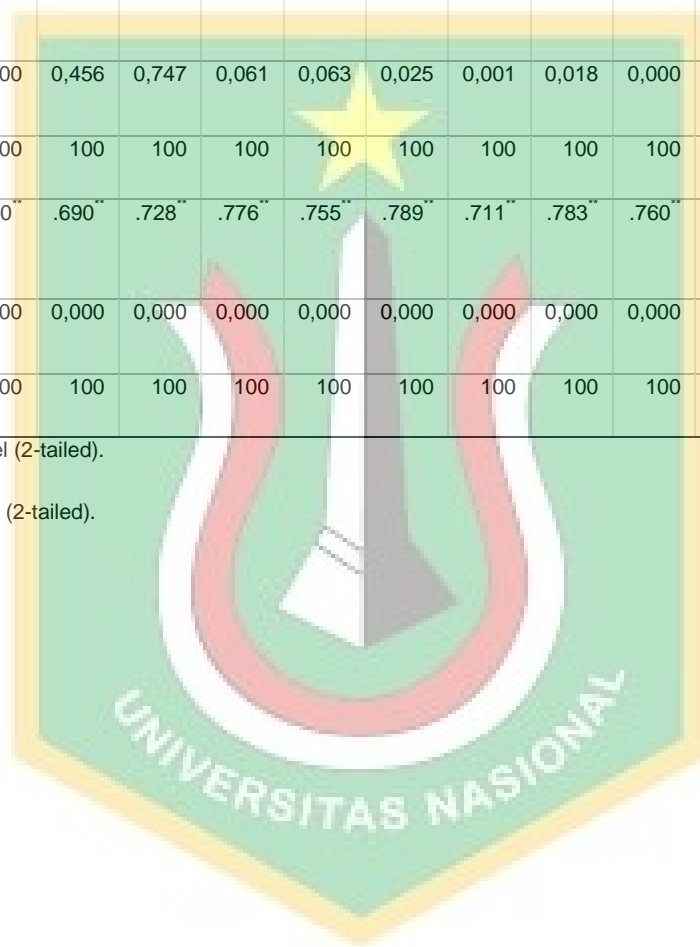 00 0,456 0,747 0,061 0,063 0,025 0,001 0,018 0,000
00 100 100 100 100 100 100 100 100
0** .690** .728** .776** .755** .789** .711** .783** .760**
00 0,000 0,000 0,000 0,000 0,000 0,000 0,000 0,000
00 100 100 100 100 100 100 100 100
el (2-tailed).
(2-tailed).
UNIVERSITAS NASIONAL